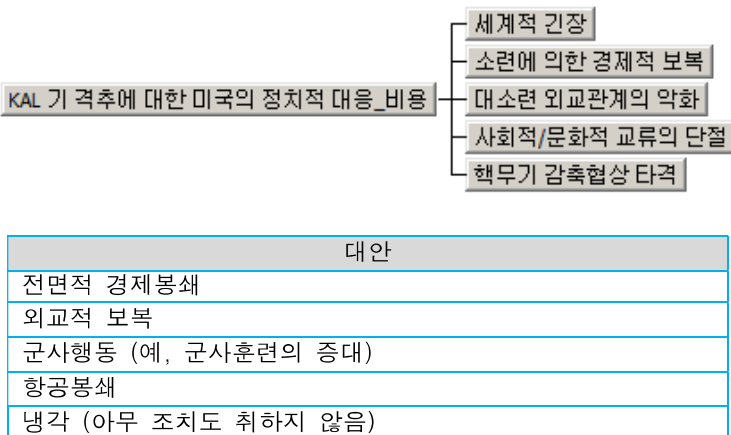 세계적 긴장
소련에 의한 경제적 보복
KAL 기 격추에 대한 미국의 정치적 대응_비용
대소련 외교관계의 악화
사회적/문화적 교류의 단절
핵무기 감축협상 타격
대안
전면적 경제봉쇄
외교적 보복
군사행동 (예, 군사훈련의 증대)
항공봉쇄
냉각 (아무 조치도 취하지 않음)